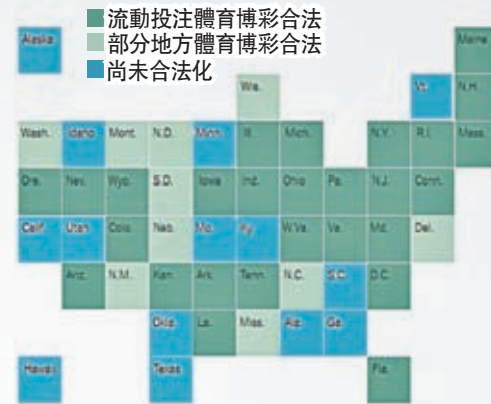 流動投注體育博彩合法
部分地方體育博彩合法
尚未合法化
Alaska Maine
Wis. Vt. N.H.
Wash. Idaho Mont. N.D. Minn. Ill. Mich. N.Y. R.I. Mass.
Ore. Nev. Wyo. S.D. Iowa Ind. Ohio Pa. N.J. Conn.
Calif. Utah Colo. Neb. Mo. Ky. W.Va. Va. Md. Del.
Ariz. N.M. Kan. Ark. Tenn. N.C. S.C. D.C.
Okla. La. Miss. Ala. Ga.
Hawaii Texas Fla.